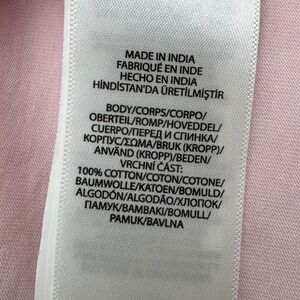 MADE IN INDIA
FABRIQUÉ EN INDE
HECHO EN INDIA
HİNDİSTAN'DA ÜRETİLMİŞTİR
BODY/CORPS/CORPO/
OBERTEIL/ROMP/HOVEDDEL/
CUERPO/ПЕРЕД И СПИНКА/
КОРПУС/ΣΩΜΑ/BRUK (KROPP)/
ANVÄND (KROPP)/BEDEN/
VRCHNÍ ČÁST:
100% COTTON/COTON/COTONE/
BAUMWOLLE/KATOEN/BOMULD/
ALGODÓN/ALGODÃO/ХЛОПОК/
ПАМУК/BAMBAKI/BOMULL/
PAMUK/BAVLNA